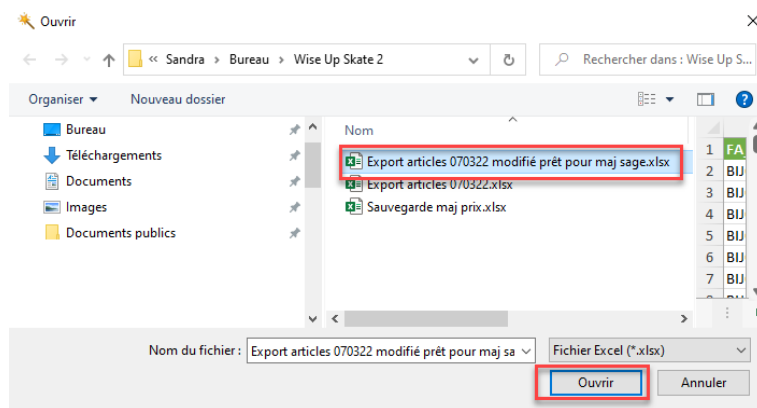 Ouvrir
« Sandra > Bureau > Wise Up Skate 2
Rechercher dans : Wise Up S...
Organiser Nouveau dossier
Bureau
Téléchargements
Documents
Images
Documents publics
Nom
Export articles 070322 modifié prêt pour maj sage.xlsx
Export articles 070322.xlsx
Sauvegarde maj prix.xlsx
1 FA
2 BIJ
3 BIJ
4 BIJ
5 BIJ
6 BIJ
7 BIJ
Nom du fichier : Export articles 070322 modifié prêt pour maj sa
Fichier Excel (*.xlsx)
Ouvrir Annuler